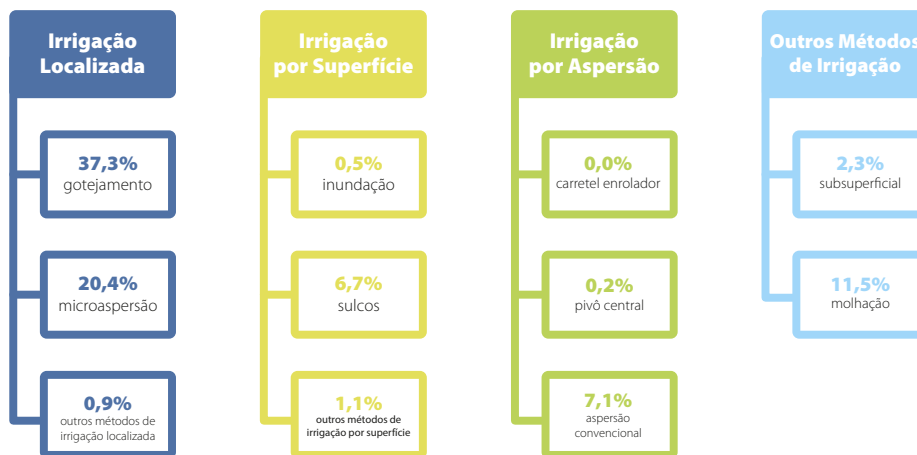 Irrigação
Localizada
37,3%
gotejamento
20,4%
microaspersão
0,9%
outros métodos de
irrigação localizada
Irrigação
por Superfície
0,5%
inundação
6,7%
sulcos
1,1%
outros métodos de
irrigação por superfície
Irrigação
por Aspersão
0,0%
carretel enrolador
0,2%
pivô central
7,1%
aspersão
convencional
Outros Métodos
de Irrigação
2,3%
subsuperficial
11,5%
molhação